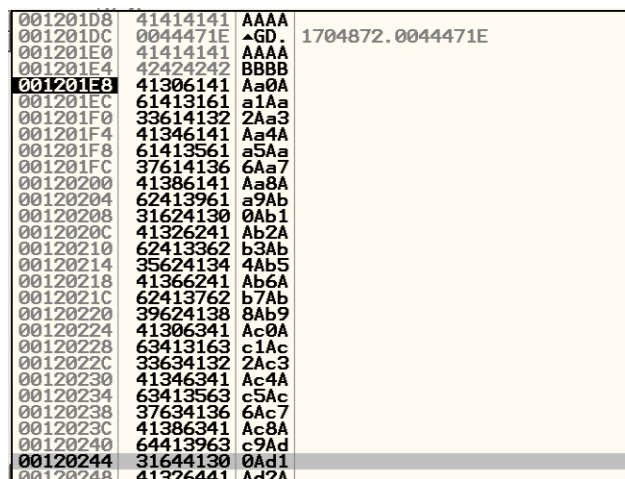 001201D8 41414141 AAAA
001201DC 0044471E ▲GD. 1704872.0044471E
001201E0 41414141 AAAA
001201E4 42424242 BBBB
001201E8 41306141 Aa0A
001201EC 61413161 a1Aa
001201F0 33614132 2Aa3
001201F4 41346141 Aa4A
001201F8 61413561 a5Aa
001201FC 37614136 6Aa7
00120200 41386141 Aa8A
00120204 62413961 a9Ab
00120208 31624130 0Ab1
0012020C 41326241 Ab2A
00120210 62413362 b3Ab
00120214 35624134 4Ab5
00120218 41366241 Ab6A
0012021C 62413762 b7Ab
00120220 39624138 8Ab9
00120224 41306341 Ac0A
00120228 63413163 c1Ac
0012022C 33634132 2Ac3
00120230 41346341 Ac4A
00120234 63413563 c5Ac
00120238 37634136 6Ac7
0012023C 41386341 Ac8A
00120240 64413963 c9Ad
00120244 31644130 0Ad1
00120248 41326441 Ad2A